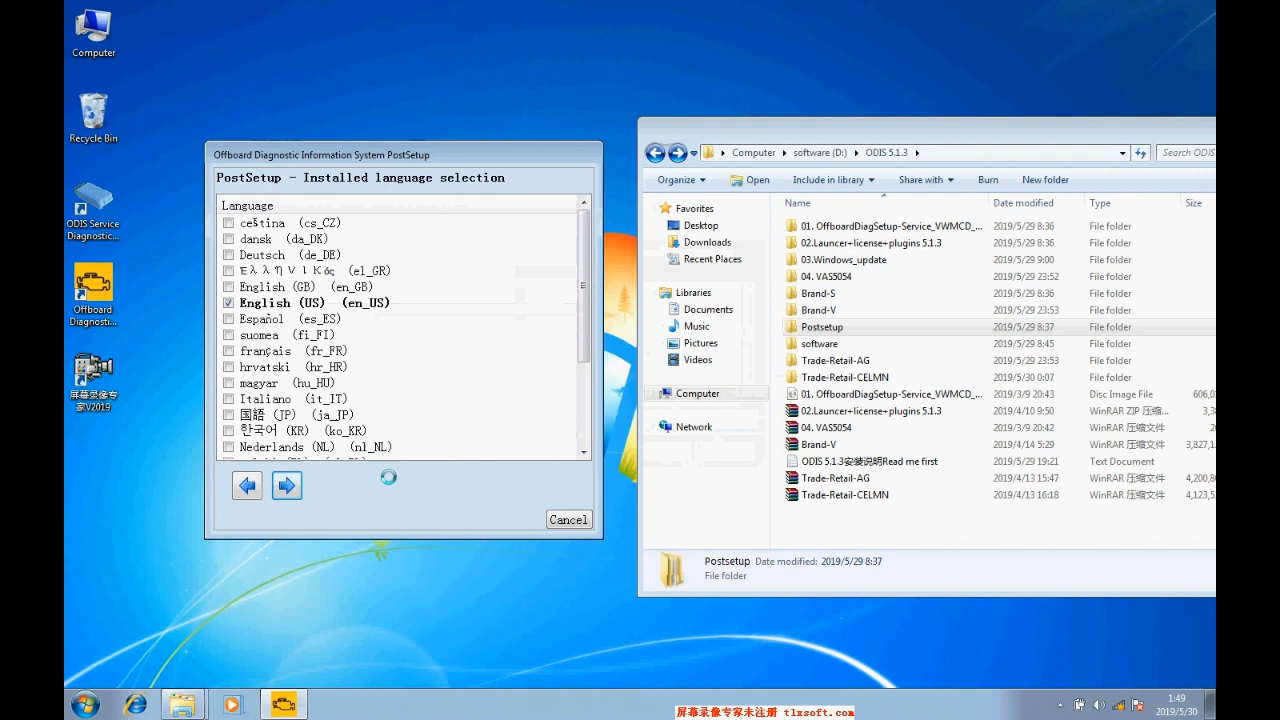 Computer
Recycle Bin
ODIS Service
Diagnostic...
Offboard
Diagnosti...
屏幕录像专
家V2019
Offboard Diagnostic Information System PostSetup
PostSetup - Installed language selection
Language
čeština (cs_CZ)
dansk (da_DK)
Deutsch (de_DE)
(el_GR)
English (GB) (en_GB)
English (US) (en_US)
Español (es_ES)
suomea (fi_FI)
français (fr_FR)
hrvatski (hr_HR)
magyar (hu_HU)
Italiano (it_IT)
国語 (JP) (ja_JP)
한국어 (KR) (ko_KR)
Nederlands (NL) (nl_NL)
Cancel
Computer
software (D:)
ODIS 5.1.3
Search ODIS
Organize
Open
Include in library
Share with
Burn
New folder
Favorites
Desktop
Downloads
Recent Places
Libraries
Documents
Music
Pictures
Videos
Computer
Network
Name Date modified Type Size
01. OffboardDiagSetup-Service_VWMCD_... 2019/5/29 8:36 File folder
02.Launcer+license+plugins 5.1.3 2019/5/29 8:36 File folder
03.Windows_update 2019/5/29 9:00 File folder
04. VAS5054 2019/5/29 23:52 File folder
Brand-S 2019/5/29 8:36 File folder
Brand-V 2019/5/29 23:53 File folder
Postsetup 2019/5/29 8:37 File folder
software 2019/5/29 8:45 File folder
Trade-Retail-AG 2019/5/29 23:53 File folder
Trade-Retail-CELMN 2019/5/30 0:07 File folder
01. OffboardDiagSetup-Service_VWMCD_... 2019/3/9 20:43 Disc Image File 606,0
02.Launcer+license+plugins 5.1.3 2019/4/10 9:50 WinRAR ZIP 压缩... 3,3
04. VAS5054 2019/3/9 20:42 WinRAR 压缩文件 2
Brand-V 2019/4/14 5:29 WinRAR 压缩文件 3,827,1
ODIS 5.1.3安装说明Read me first 2019/5/29 19:21 Text Document
Trade-Retail-AG 2019/4/13 15:47 WinRAR 压缩文件 4,200,8
Trade-Retail-CELMN 2019/4/13 16:18 WinRAR 压缩文件 4,123,5
Postsetup Date modified: 2019/5/29 8:37
File folder
屏幕录像专家未注册 tlxsoft.com
1:49
2019/5/30